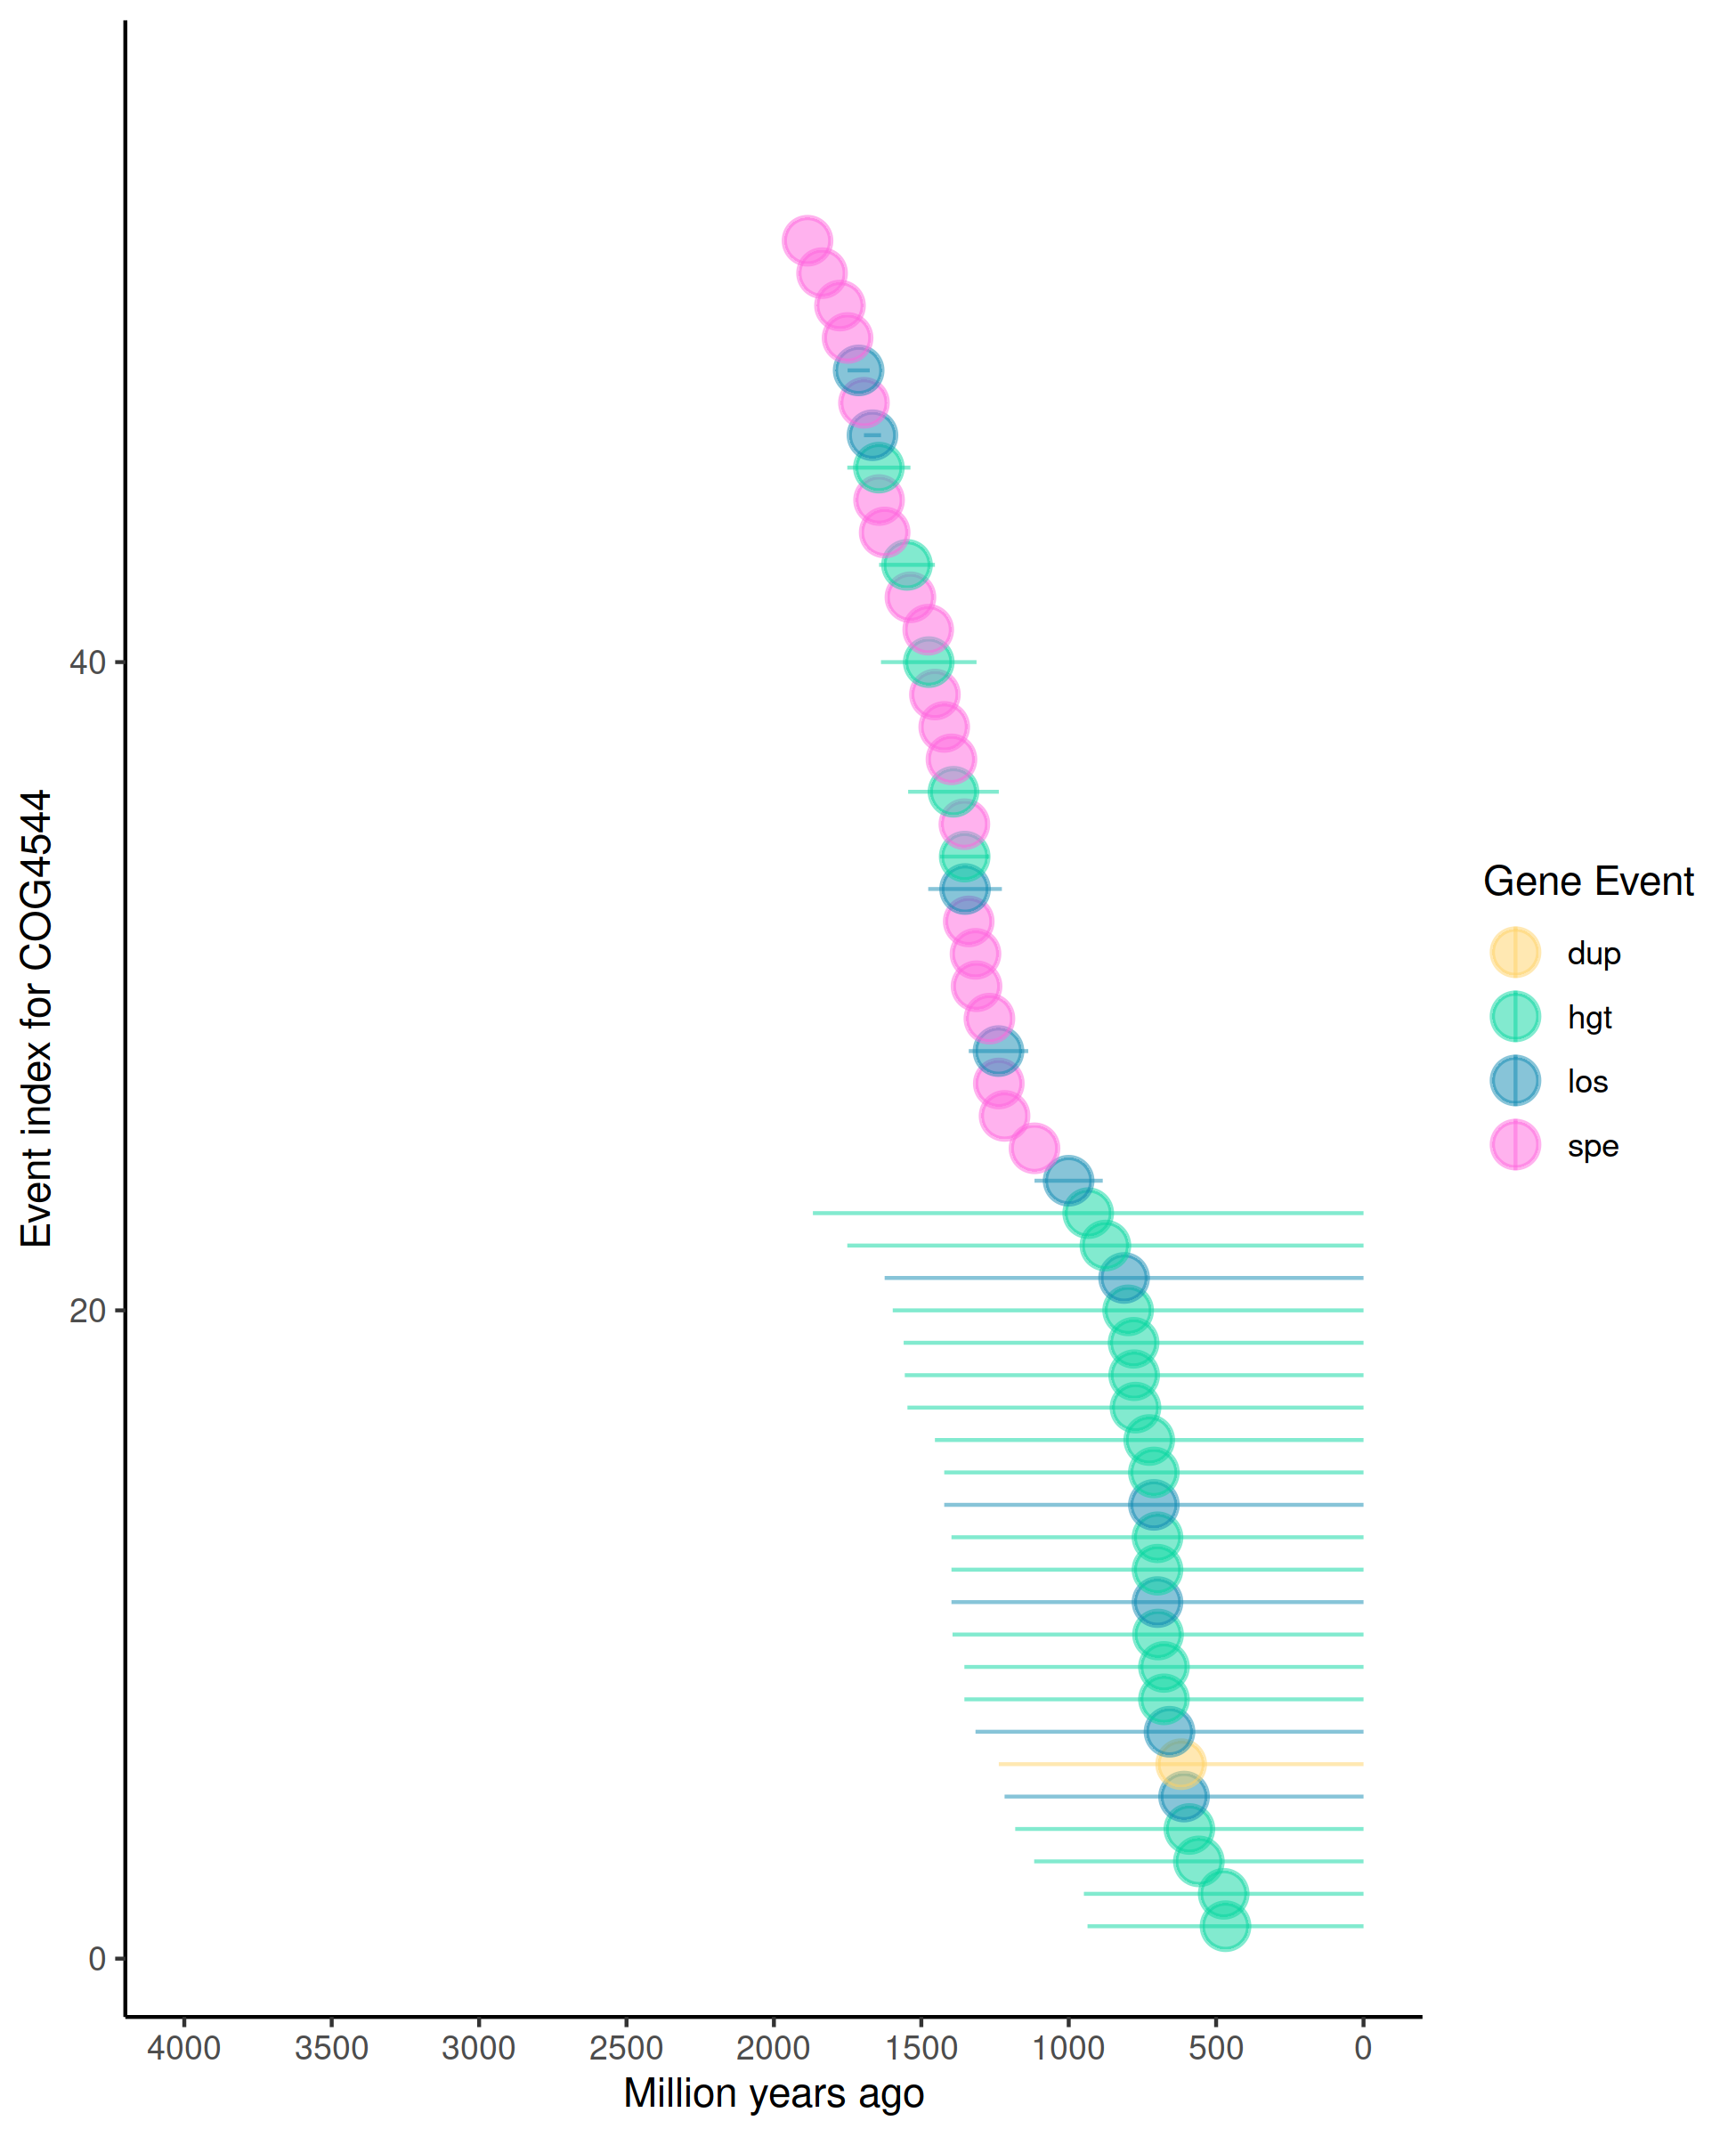 Event index for COG4544
40
20
0
4000 3500 3000 2500 2000 1500 1000 500 0
Million years ago
Gene Event
dup
hgt
los
spe